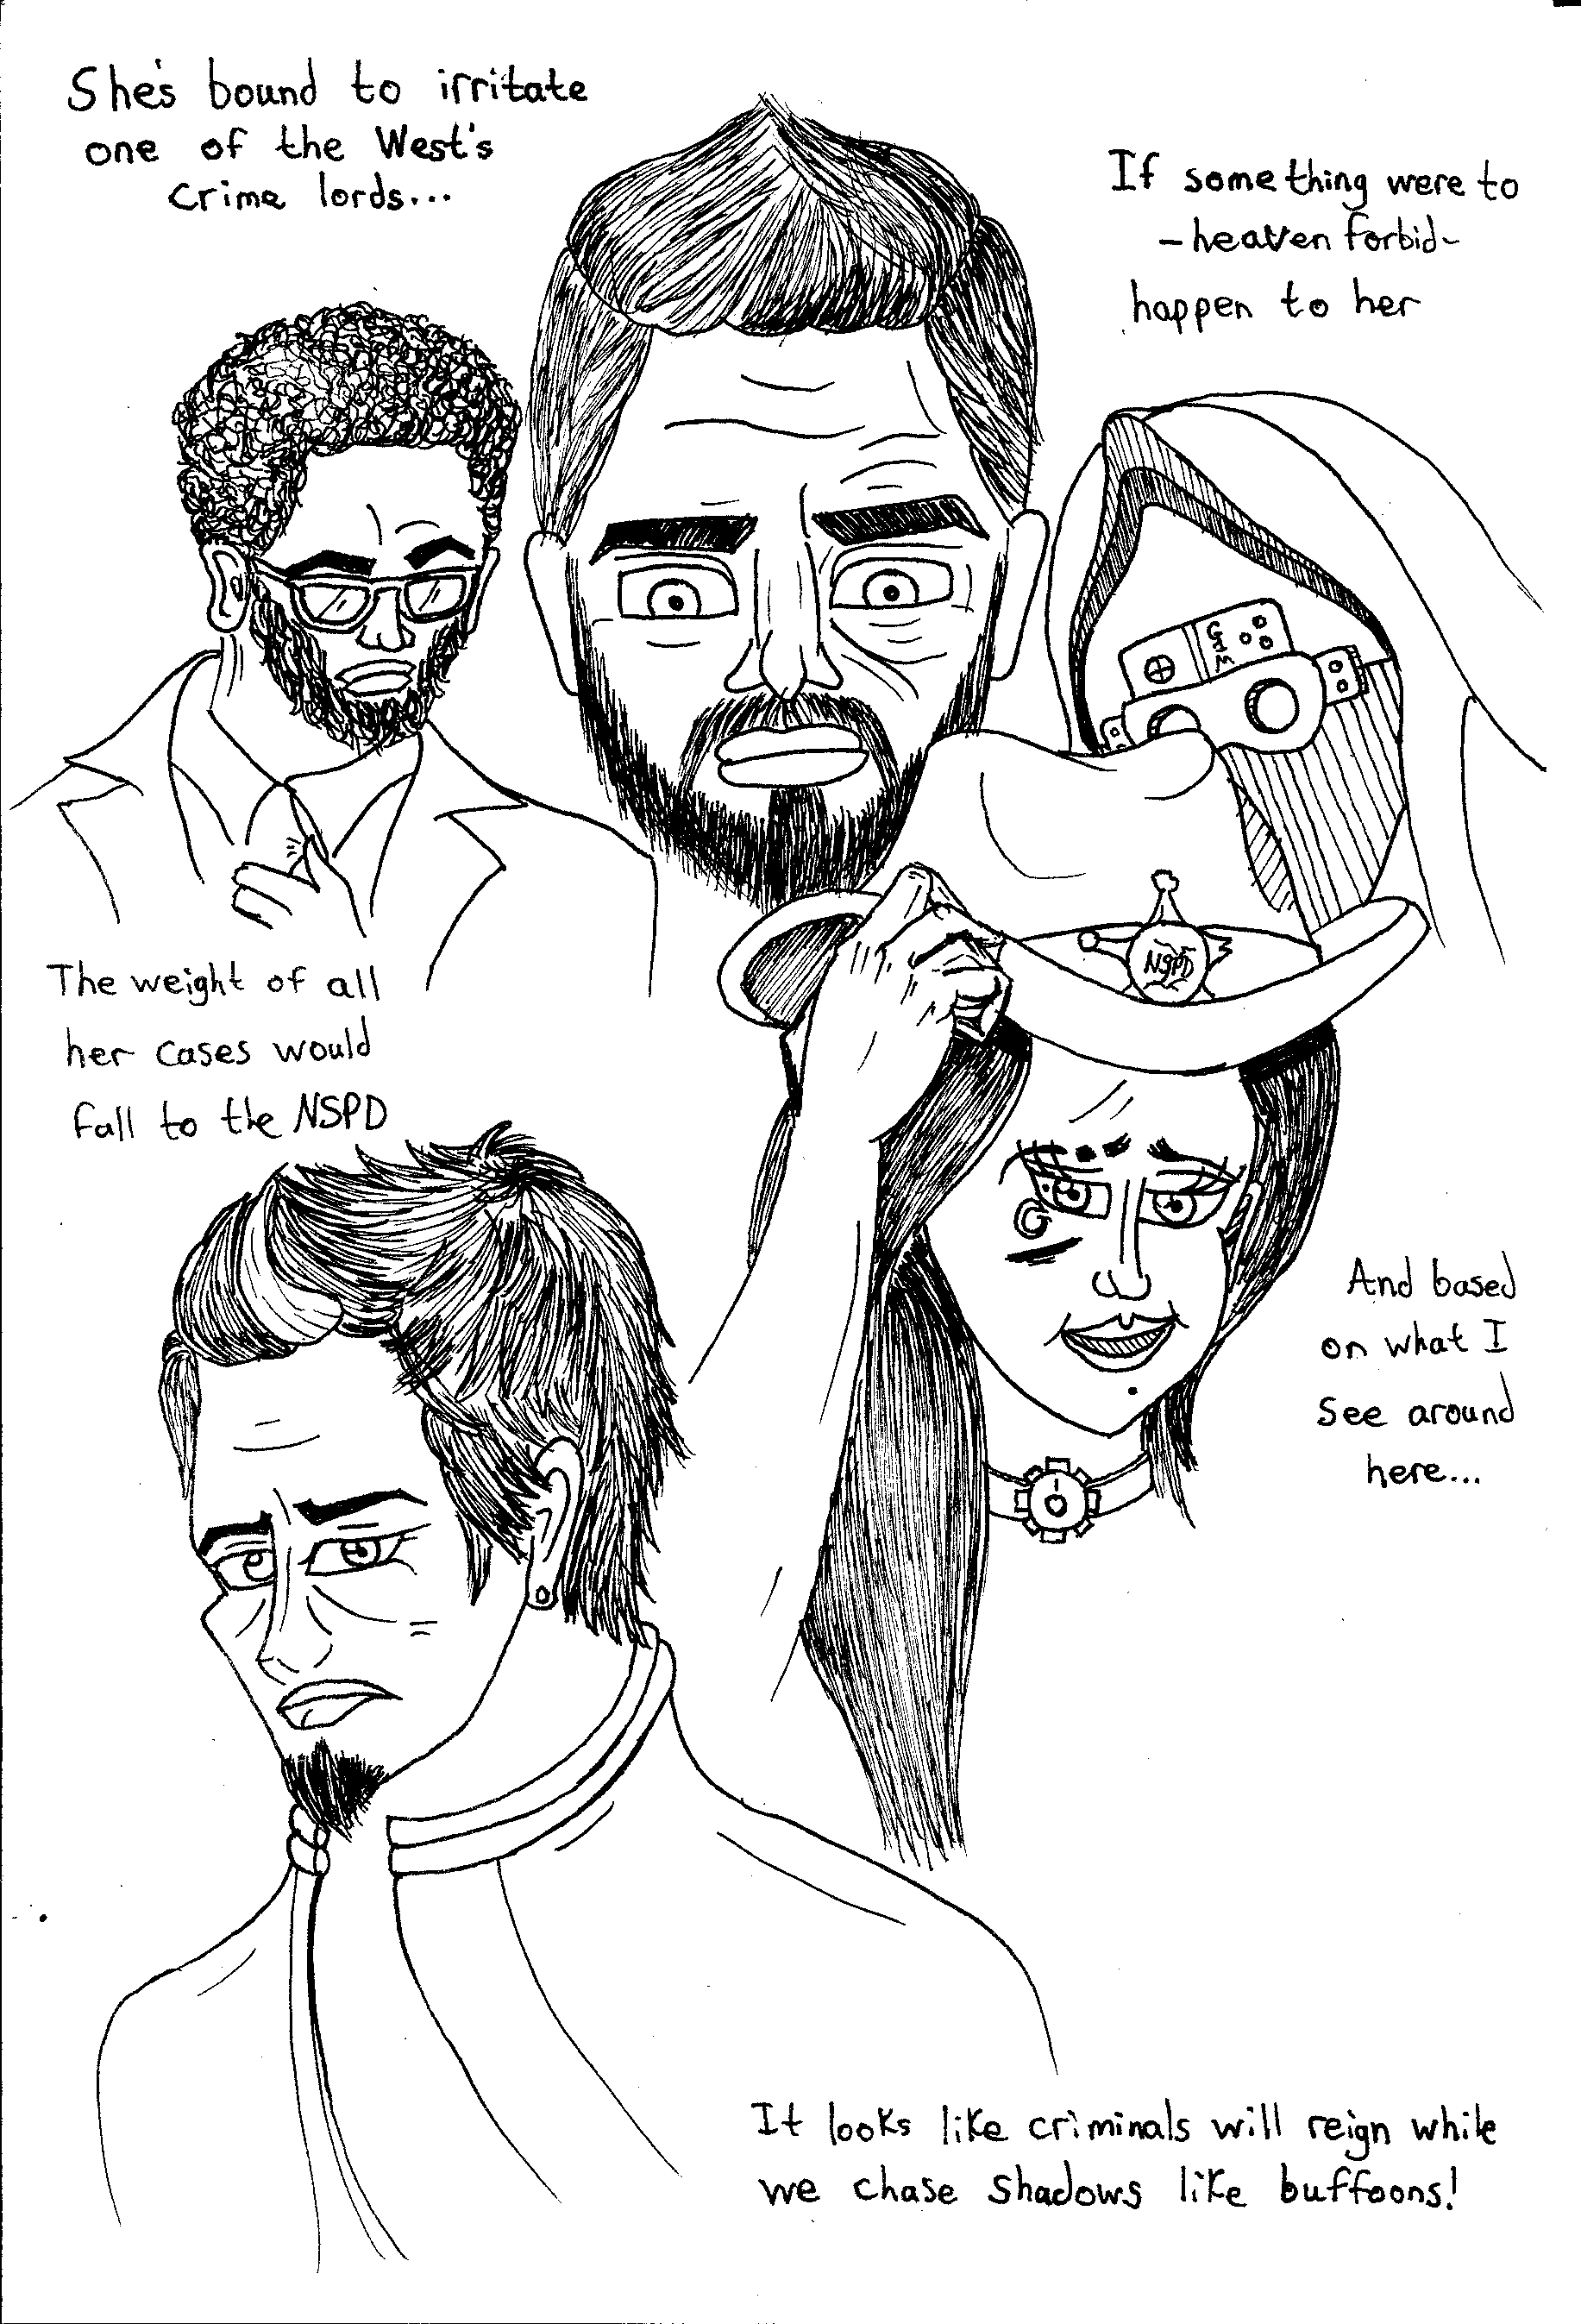 She's bound to irritate
one of the West's
crime lords...
If something were to
-heaven forbid-
happen to her
GJM
NSPD
The weight of all
her cases would
fall to the NSPD
And based
on what I
see around
here...
It looks like criminals will reign while
we chase shadows like buffoons!